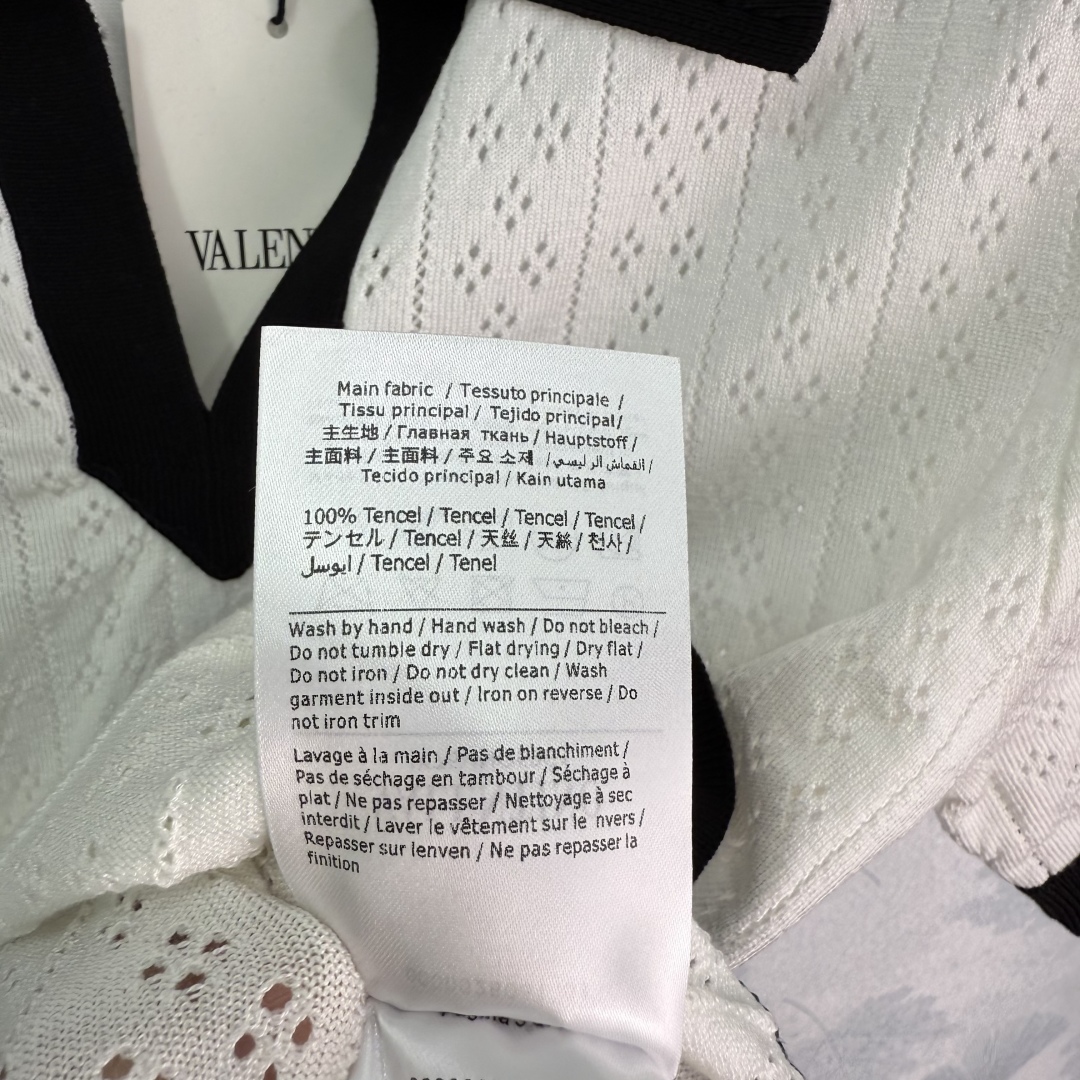 VALEN
Main fabric / Tessuto principale /
Tissu principal / Tejido principal/
主生地 / Главная ткань / Hauptstoff /
主面料 / 主面料 / 주요 소재 / القماش الرئيسي /
Tecido principal / Kain utama
100% Tencel / Tencel / Tencel / Tencel /
テンセル / Tencel / 天丝 / 天絲 / 천사 /
ايوسل / Tencel / Tenel
Wash by hand / Hand wash / Do not bleach /
Do not tumble dry / Flat drying / Dry flat /
Do not iron / Do not dry clean / Wash
garment inside out / Iron on reverse / Do
not iron trim
Lavage à la main / Pas de blanchiment /
Pas de séchage en tambour / Séchage à
plat / Ne pas repasser / Nettoyage à sec
interdit / Laver le vêtement sur le nvers /
Repasser sur lenven / Ne pas repasser la
finition